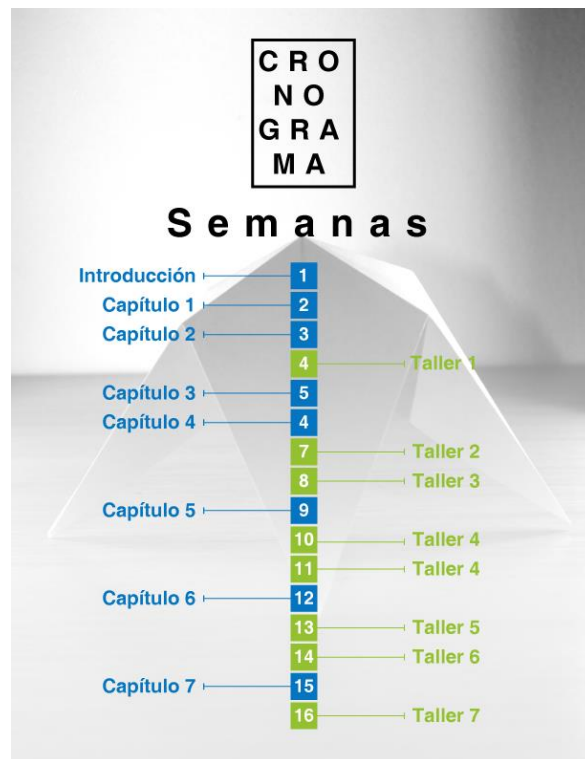 CRO
NO
GRA
MA
Semanas
Introducción 1
Capítulo 1 2
Capítulo 2 3
4 Taller 1
Capítulo 3 5
Capítulo 4 4
7 Taller 2
8 Taller 3
Capítulo 5 9
10 Taller 4
11 Taller 4
Capítulo 6 12
13 Taller 5
14 Taller 6
Capítulo 7 15
16 Taller 7